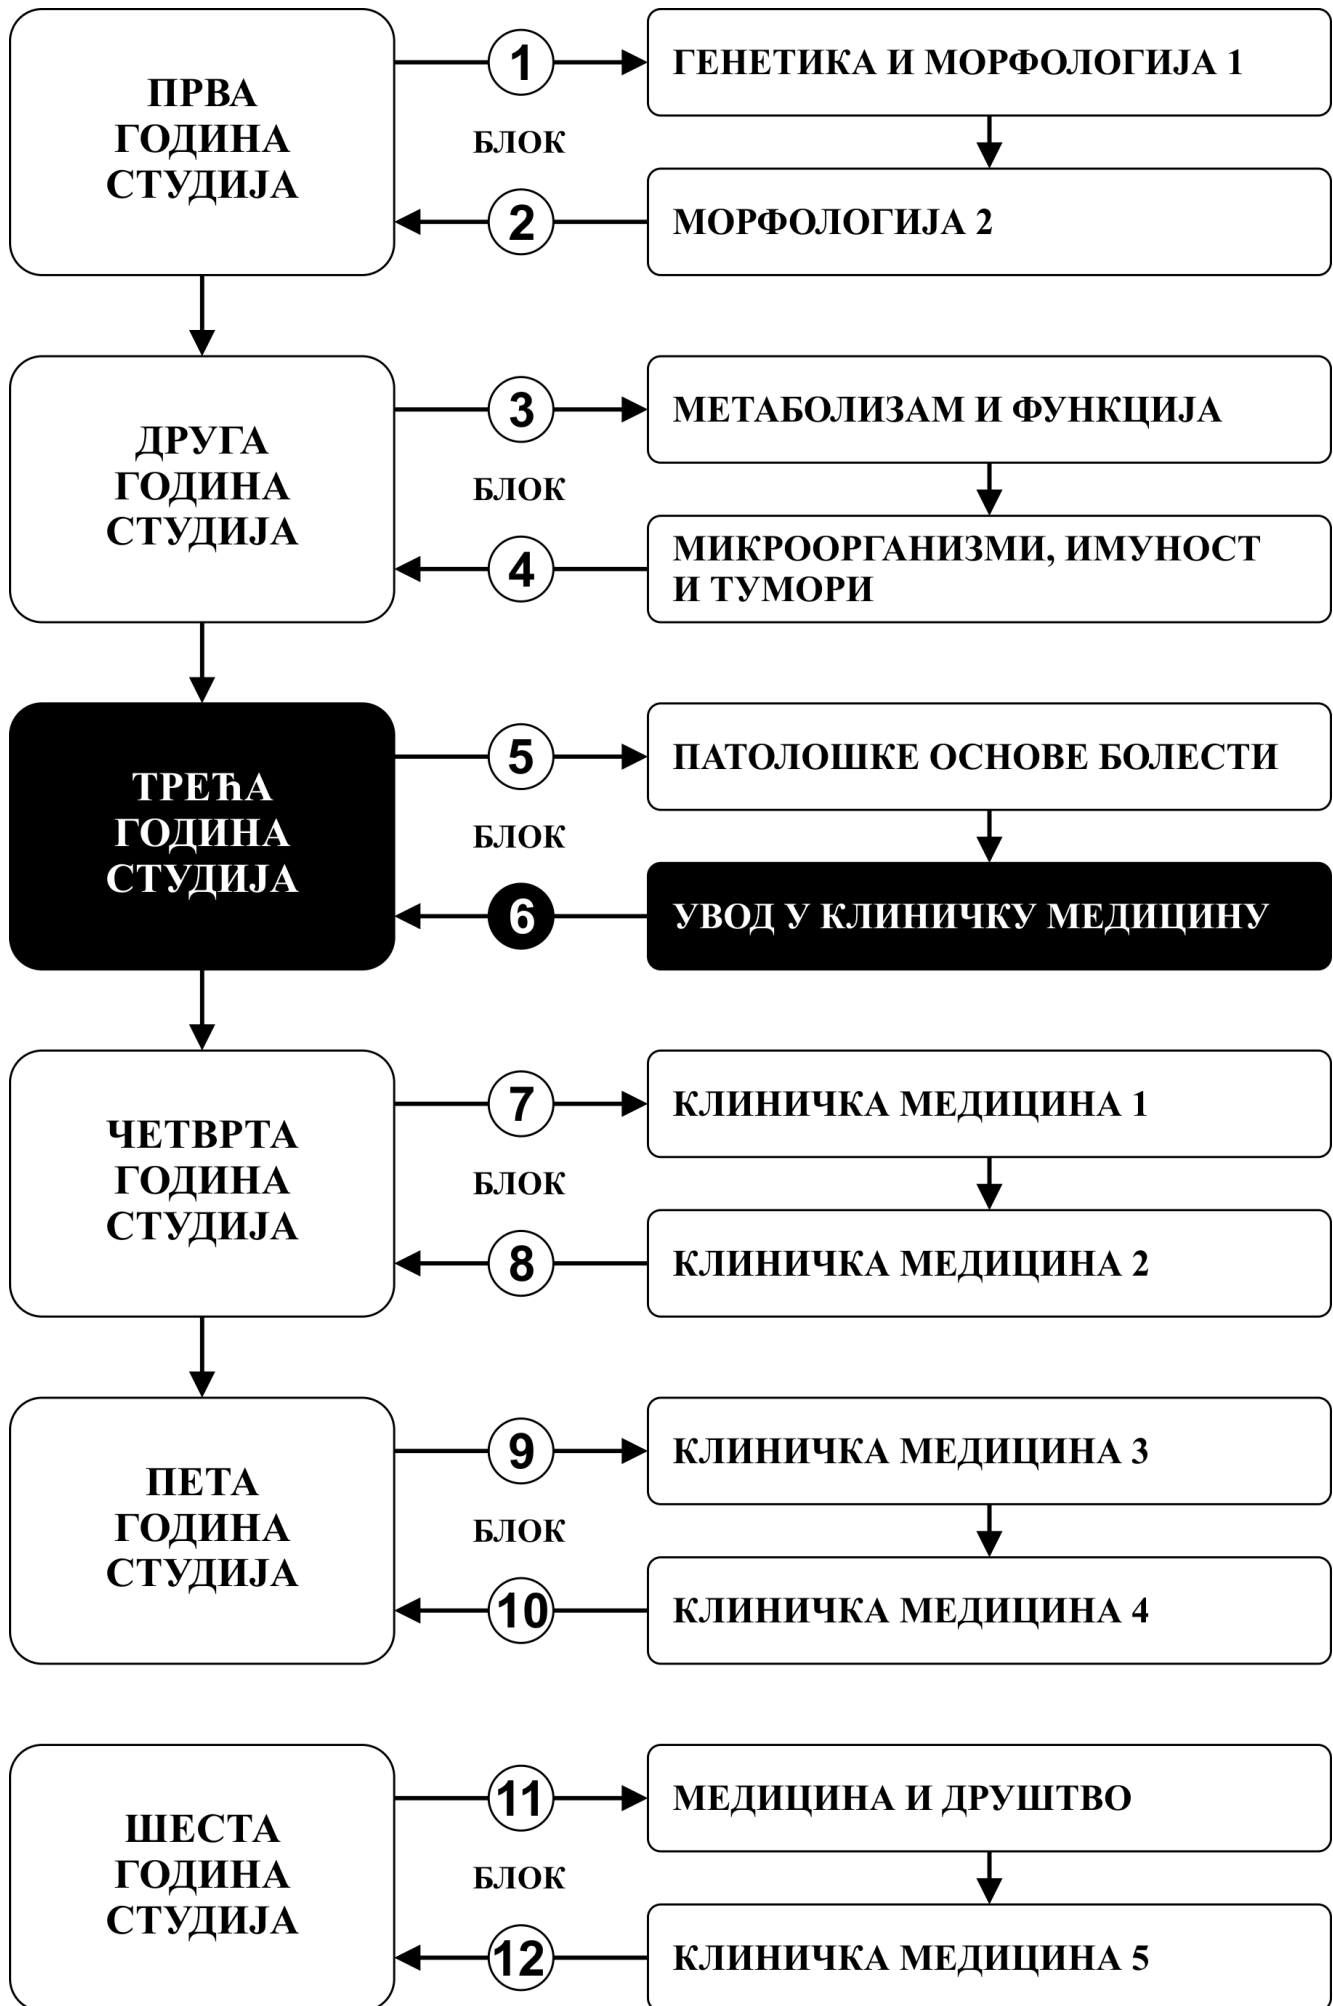 ПРВА
ГОДИНА
СТУДИЈА
1
БЛОК
2
ГЕНЕТИКА И МОРФОЛОГИЈА 1
МОРФОЛОГИЈА 2
ДРУГА
ГОДИНА
СТУДИЈА
3
БЛОК
4
МЕТАБОЛИЗАМ И ФУНКЦИЈА
МИКРООРГАНИЗМИ, ИМУНОСТ
И ТУМОРИ
ТРЕЋА
ГОДИНА
СТУДИЈА
5
БЛОК
6
ПАТОЛОШКЕ ОСНОВЕ БОЛЕСТИ
УВОД У КЛИНИЧКУ МЕДИЦИНУ
ЧЕТВРТА
ГОДИНА
СТУДИЈА
7
БЛОК
8
КЛИНИЧКА МЕДИЦИНА 1
КЛИНИЧКА МЕДИЦИНА 2
ПЕТА
ГОДИНА
СТУДИЈА
9
БЛОК
10
КЛИНИЧКА МЕДИЦИНА 3
КЛИНИЧКА МЕДИЦИНА 4
ШЕСТА
ГОДИНА
СТУДИЈА
11
БЛОК
12
МЕДИЦИНА И ДРУШТВО
КЛИНИЧКА МЕДИЦИНА 5